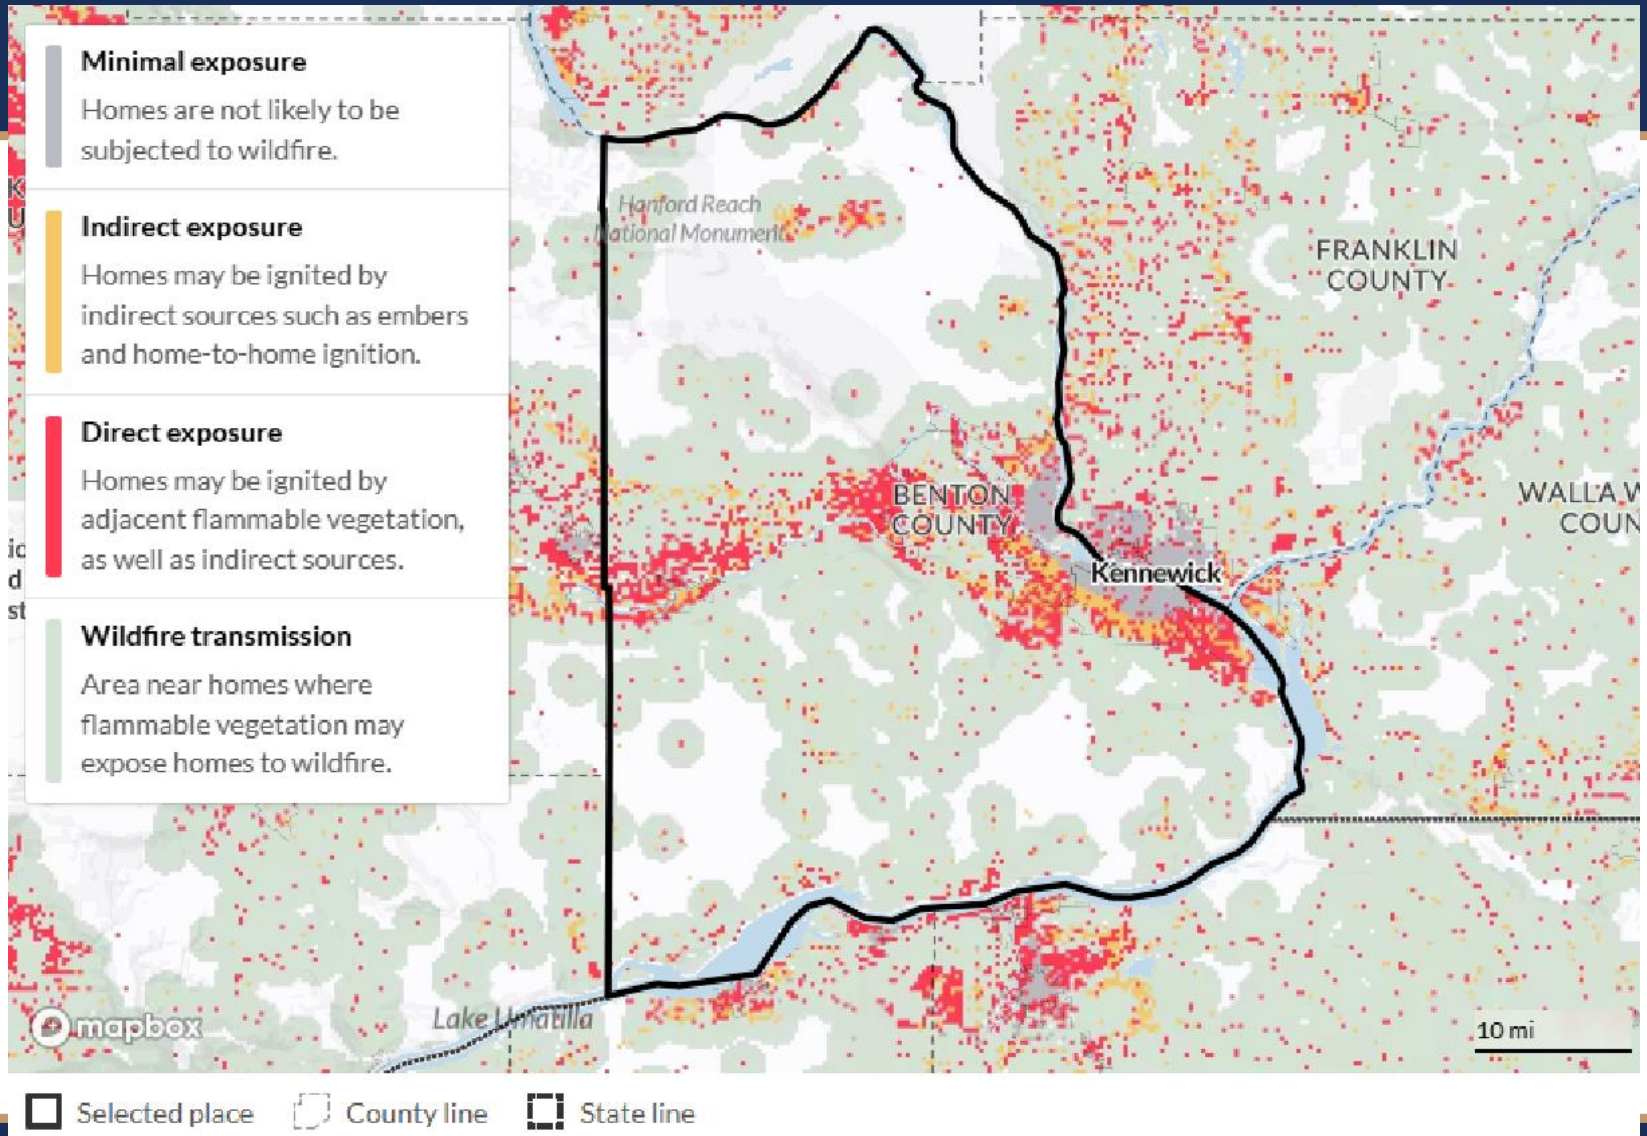 Minimal exposure
Homes are not likely to be
subjected to wildfire.
Indirect exposure
Homes may be ignited by
indirect sources such as embers
and home-to-home ignition.
Direct exposure
Homes may be ignited by
adjacent flammable vegetation,
as well as indirect sources.
Wildfire transmission
Area near homes where
flammable vegetation may
expose homes to wildfire.
Hanford Reach
National Monument
FRANKLIN
COUNTY
BENTON
COUNTY
WALLA W
COUN
Kennewick
Lake Umatilla
mapbox
10 mi
Selected place
County line
State line